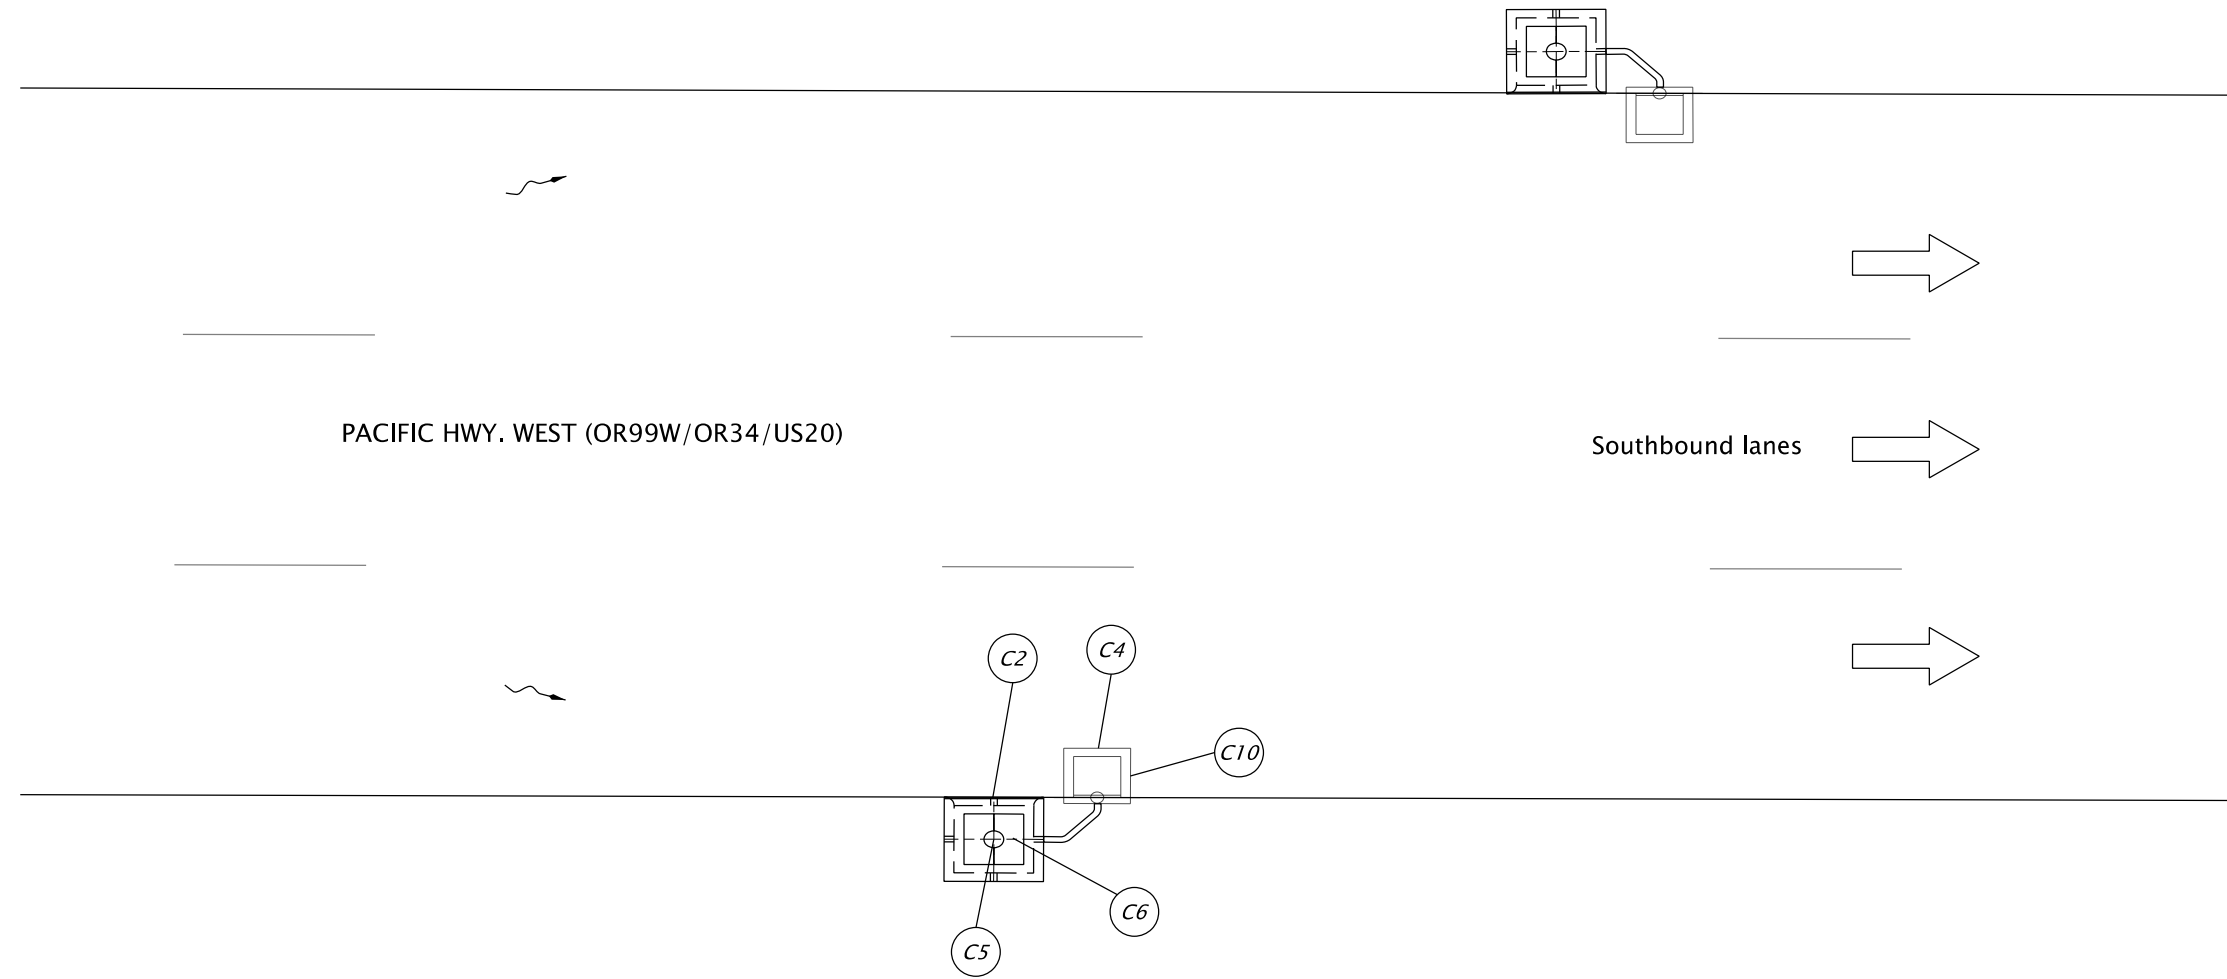 PACIFIC HWY. WEST (OR99W/OR34/US20)
Southbound lanes
C2
C4
C10
C6
C5